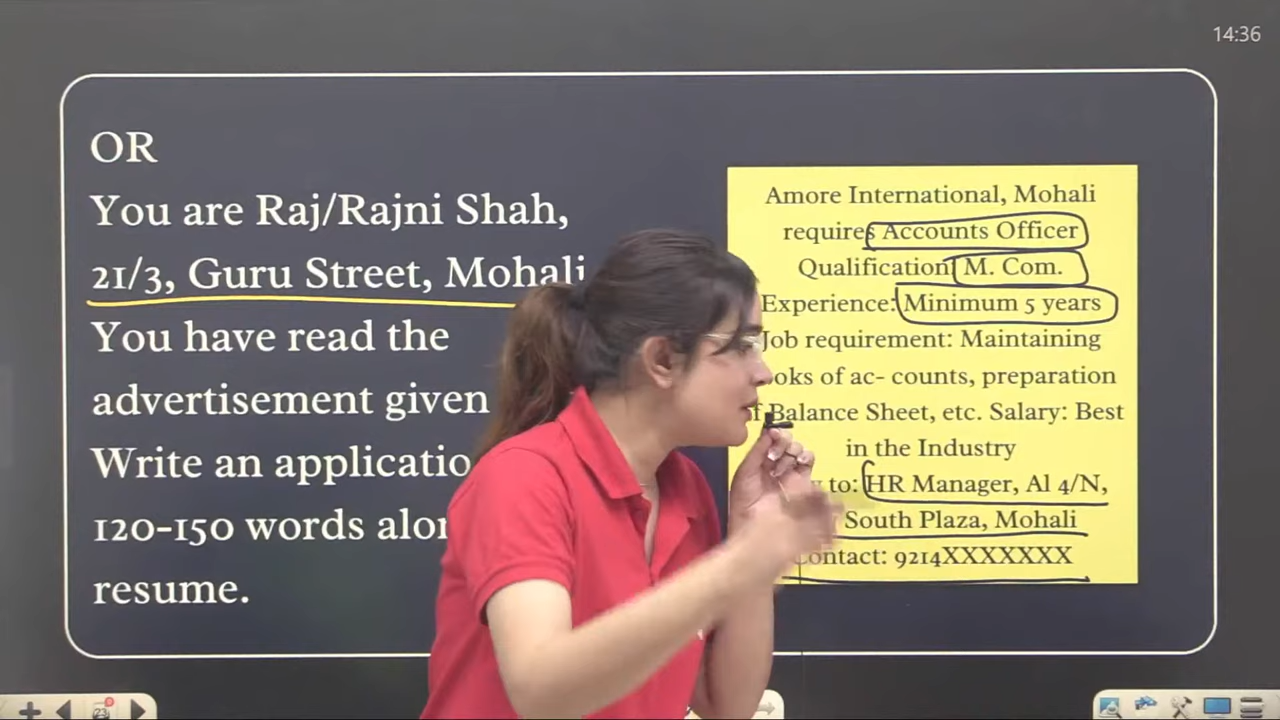 14:36
OR
You are Raj/Rajni Shah,
21/3, Guru Street, Mohali
You have read the
advertisement given
Write an
120-150 words
resume.
Amore International, Mohali
requires Accounts Officer
Qualification: M. Com.
Experience: Minimum 5 years
Job requirement: Maintaining
of ac- counts, preparation
Balance Sheet, etc. Salary: Best
in the Industry
to: HR Manager, Al 4/N,
South Plaza, Mohali
Contact: 9214XXXXXXX
23